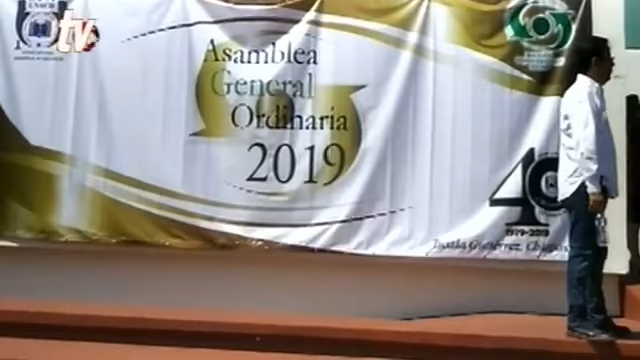 tv
Asamblea
General
Ordinaria
2019
40
1979-2019
Tuxtla Gutiérrez, Chiapas